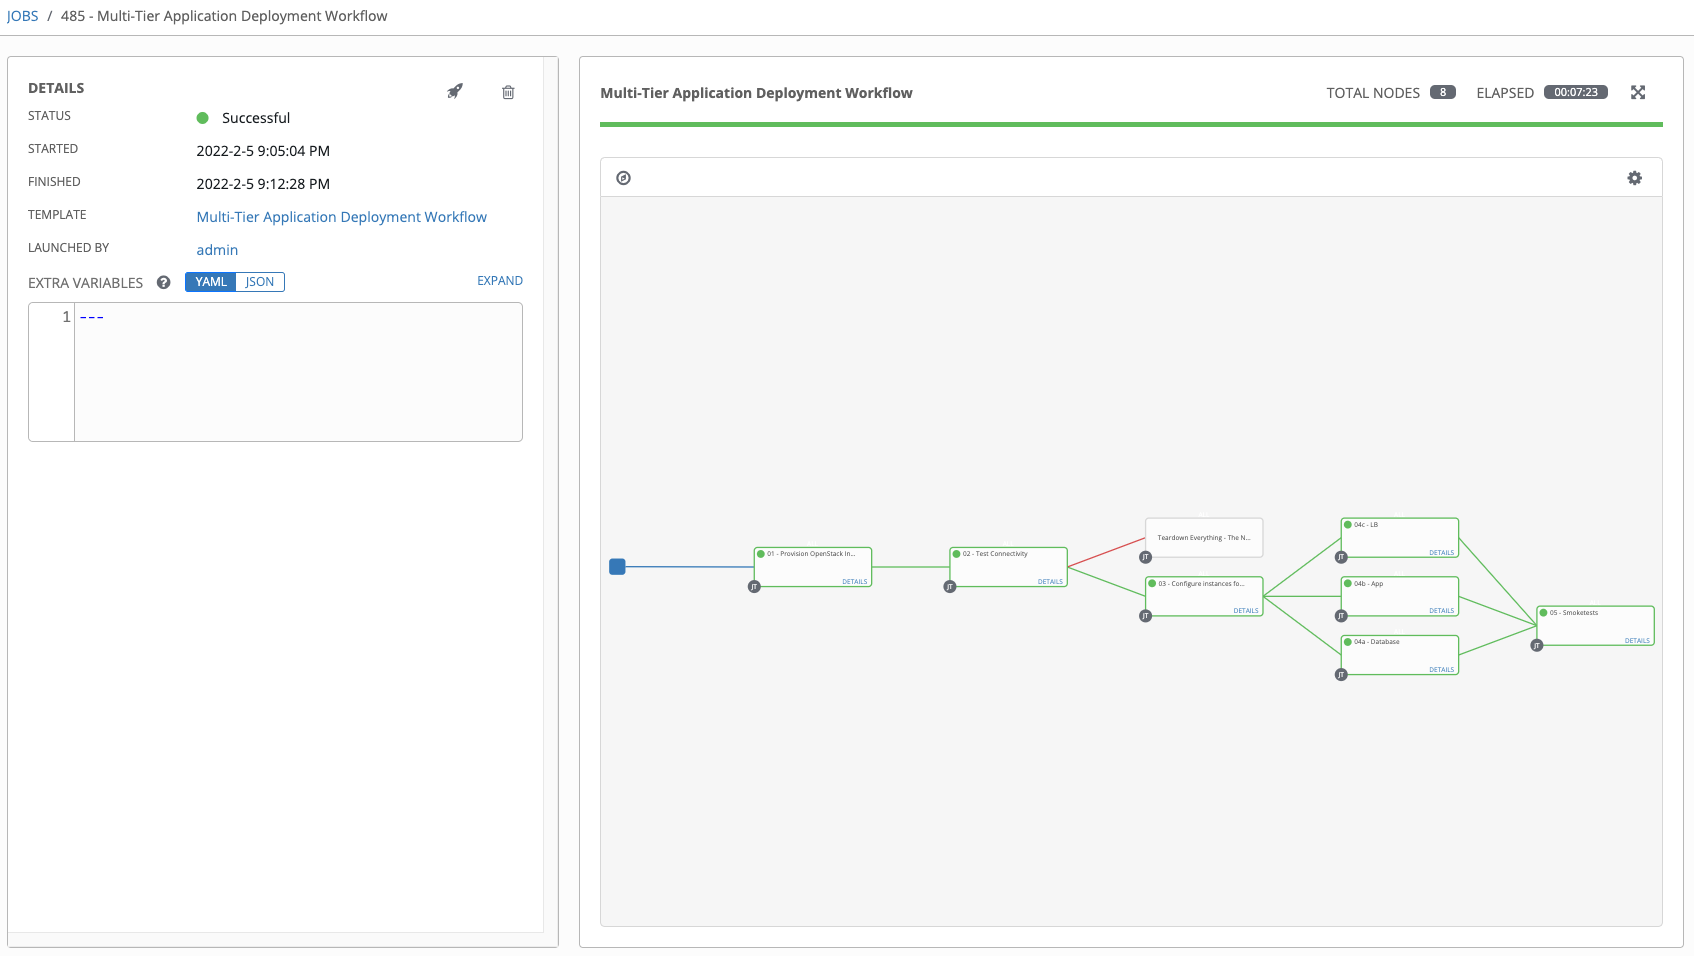 JOBS / 485 - Multi-Tier Application Deployment Workflow
DETAILS
STATUS Successful
STARTED 2022-2-5 9:05:04 PM
FINISHED 2022-2-5 9:12:28 PM
TEMPLATE Multi-Tier Application Deployment Workflow
LAUNCHED BY admin
EXTRA VARIABLES ? YAML JSON EXPAND
1 ---
Multi-Tier Application Deployment Workflow TOTAL NODES 8 ELAPSED 00:07:23
01 - Provision OpenStack In...
DETAILS
JT
02 - Test Connectivity
DETAILS
JT
Teardown Everything - The N...
JT
03 - Configure instances fo...
DETAILS
JT
04c - LB
DETAILS
JT
04b - App
DETAILS
JT
04a - Database
DETAILS
JT
05 - Smoketests
DETAILS
JT